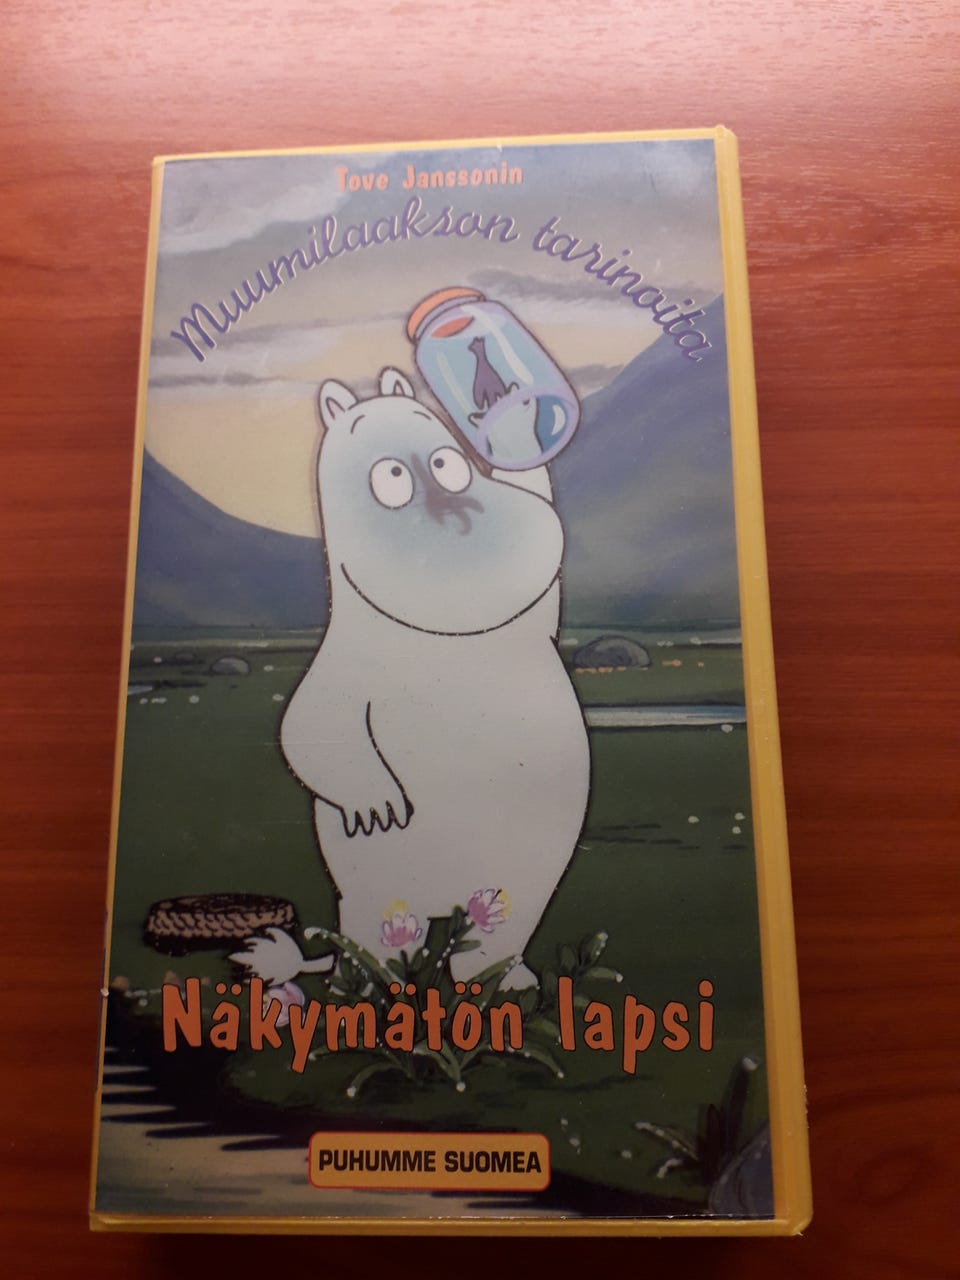 Tove Janssonin
Muumilaakson tarinoita
Näkymätön lapsi
PUHUMME SUOMEA